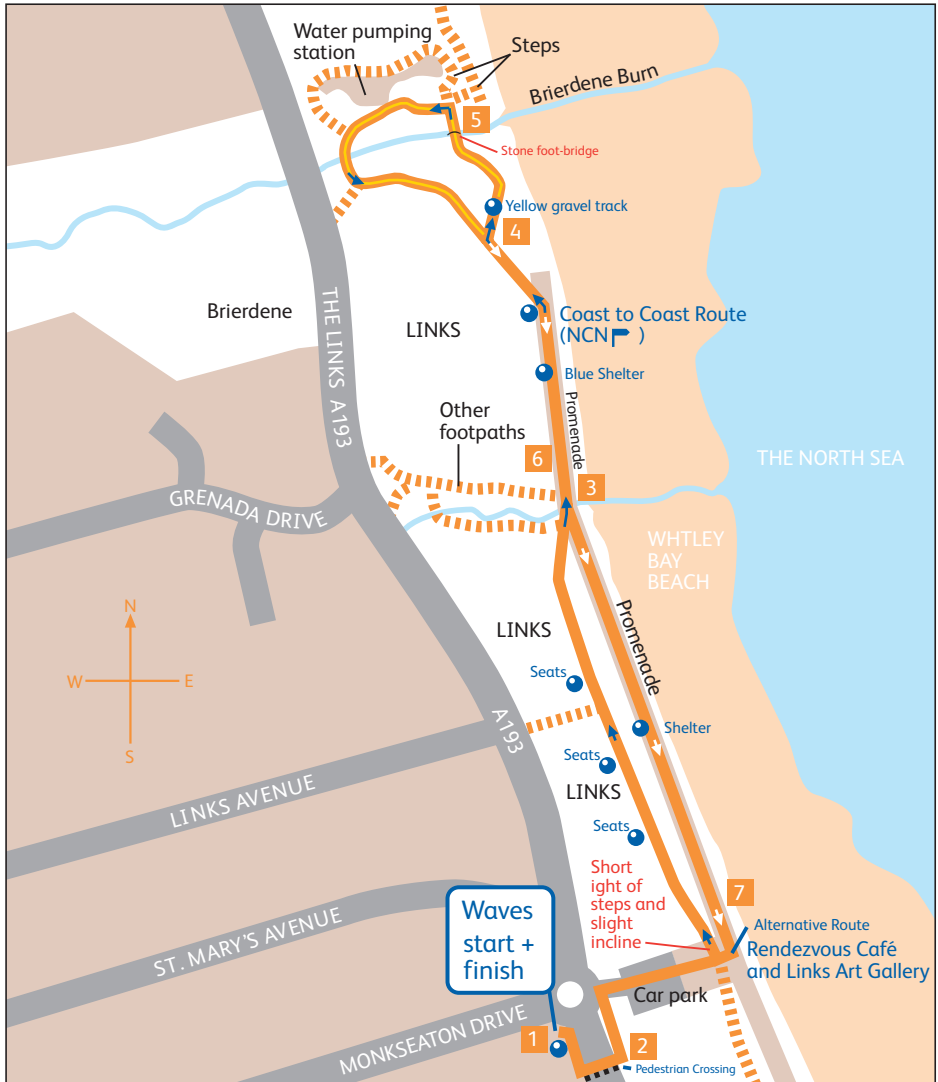 Water pumping
station
Steps
Brierdene Burn
5
Stone foot-bridge
Yellow gravel track
4
Brierdene
THE LINKS A193
LINKS
Coast to Coast Route
(NCN )
Blue Shelter
Promenade
Other
footpaths
6
3
THE NORTH SEA
GRENADA DRIVE
WHTLEY
BAY
BEACH
N
W
E
S
LINKS
Promenade
Seats
A193
Shelter
Seats
LINKS
LINKS AVENUE
Seats
Short
ight of
steps and
slight
incline
7
Alternative Route
Rendezvous Café
and Links Art Gallery
Waves
start +
finish
ST. MARY'S AVENUE
Car park
MONKSEATON DRIVE
1
2
Pedestrian Crossing